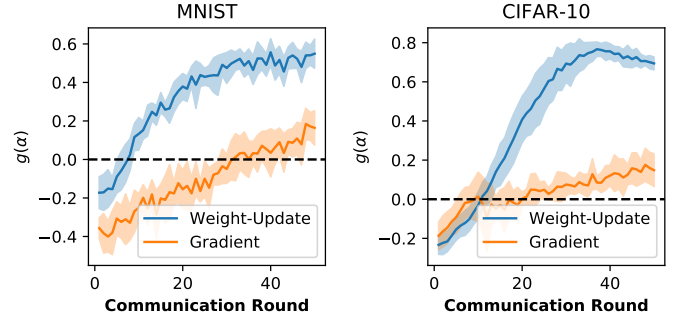 MNIST
g(α)
0.6
0.4
0.2
0.0
−0.2
−0.4
Weight-Update
Gradient
0
20
40
Communication Round
CIFAR-10
g(α)
0.8
0.6
0.4
0.2
0.0
−0.2
Weight-Update
Gradient
0
20
40
Communication Round